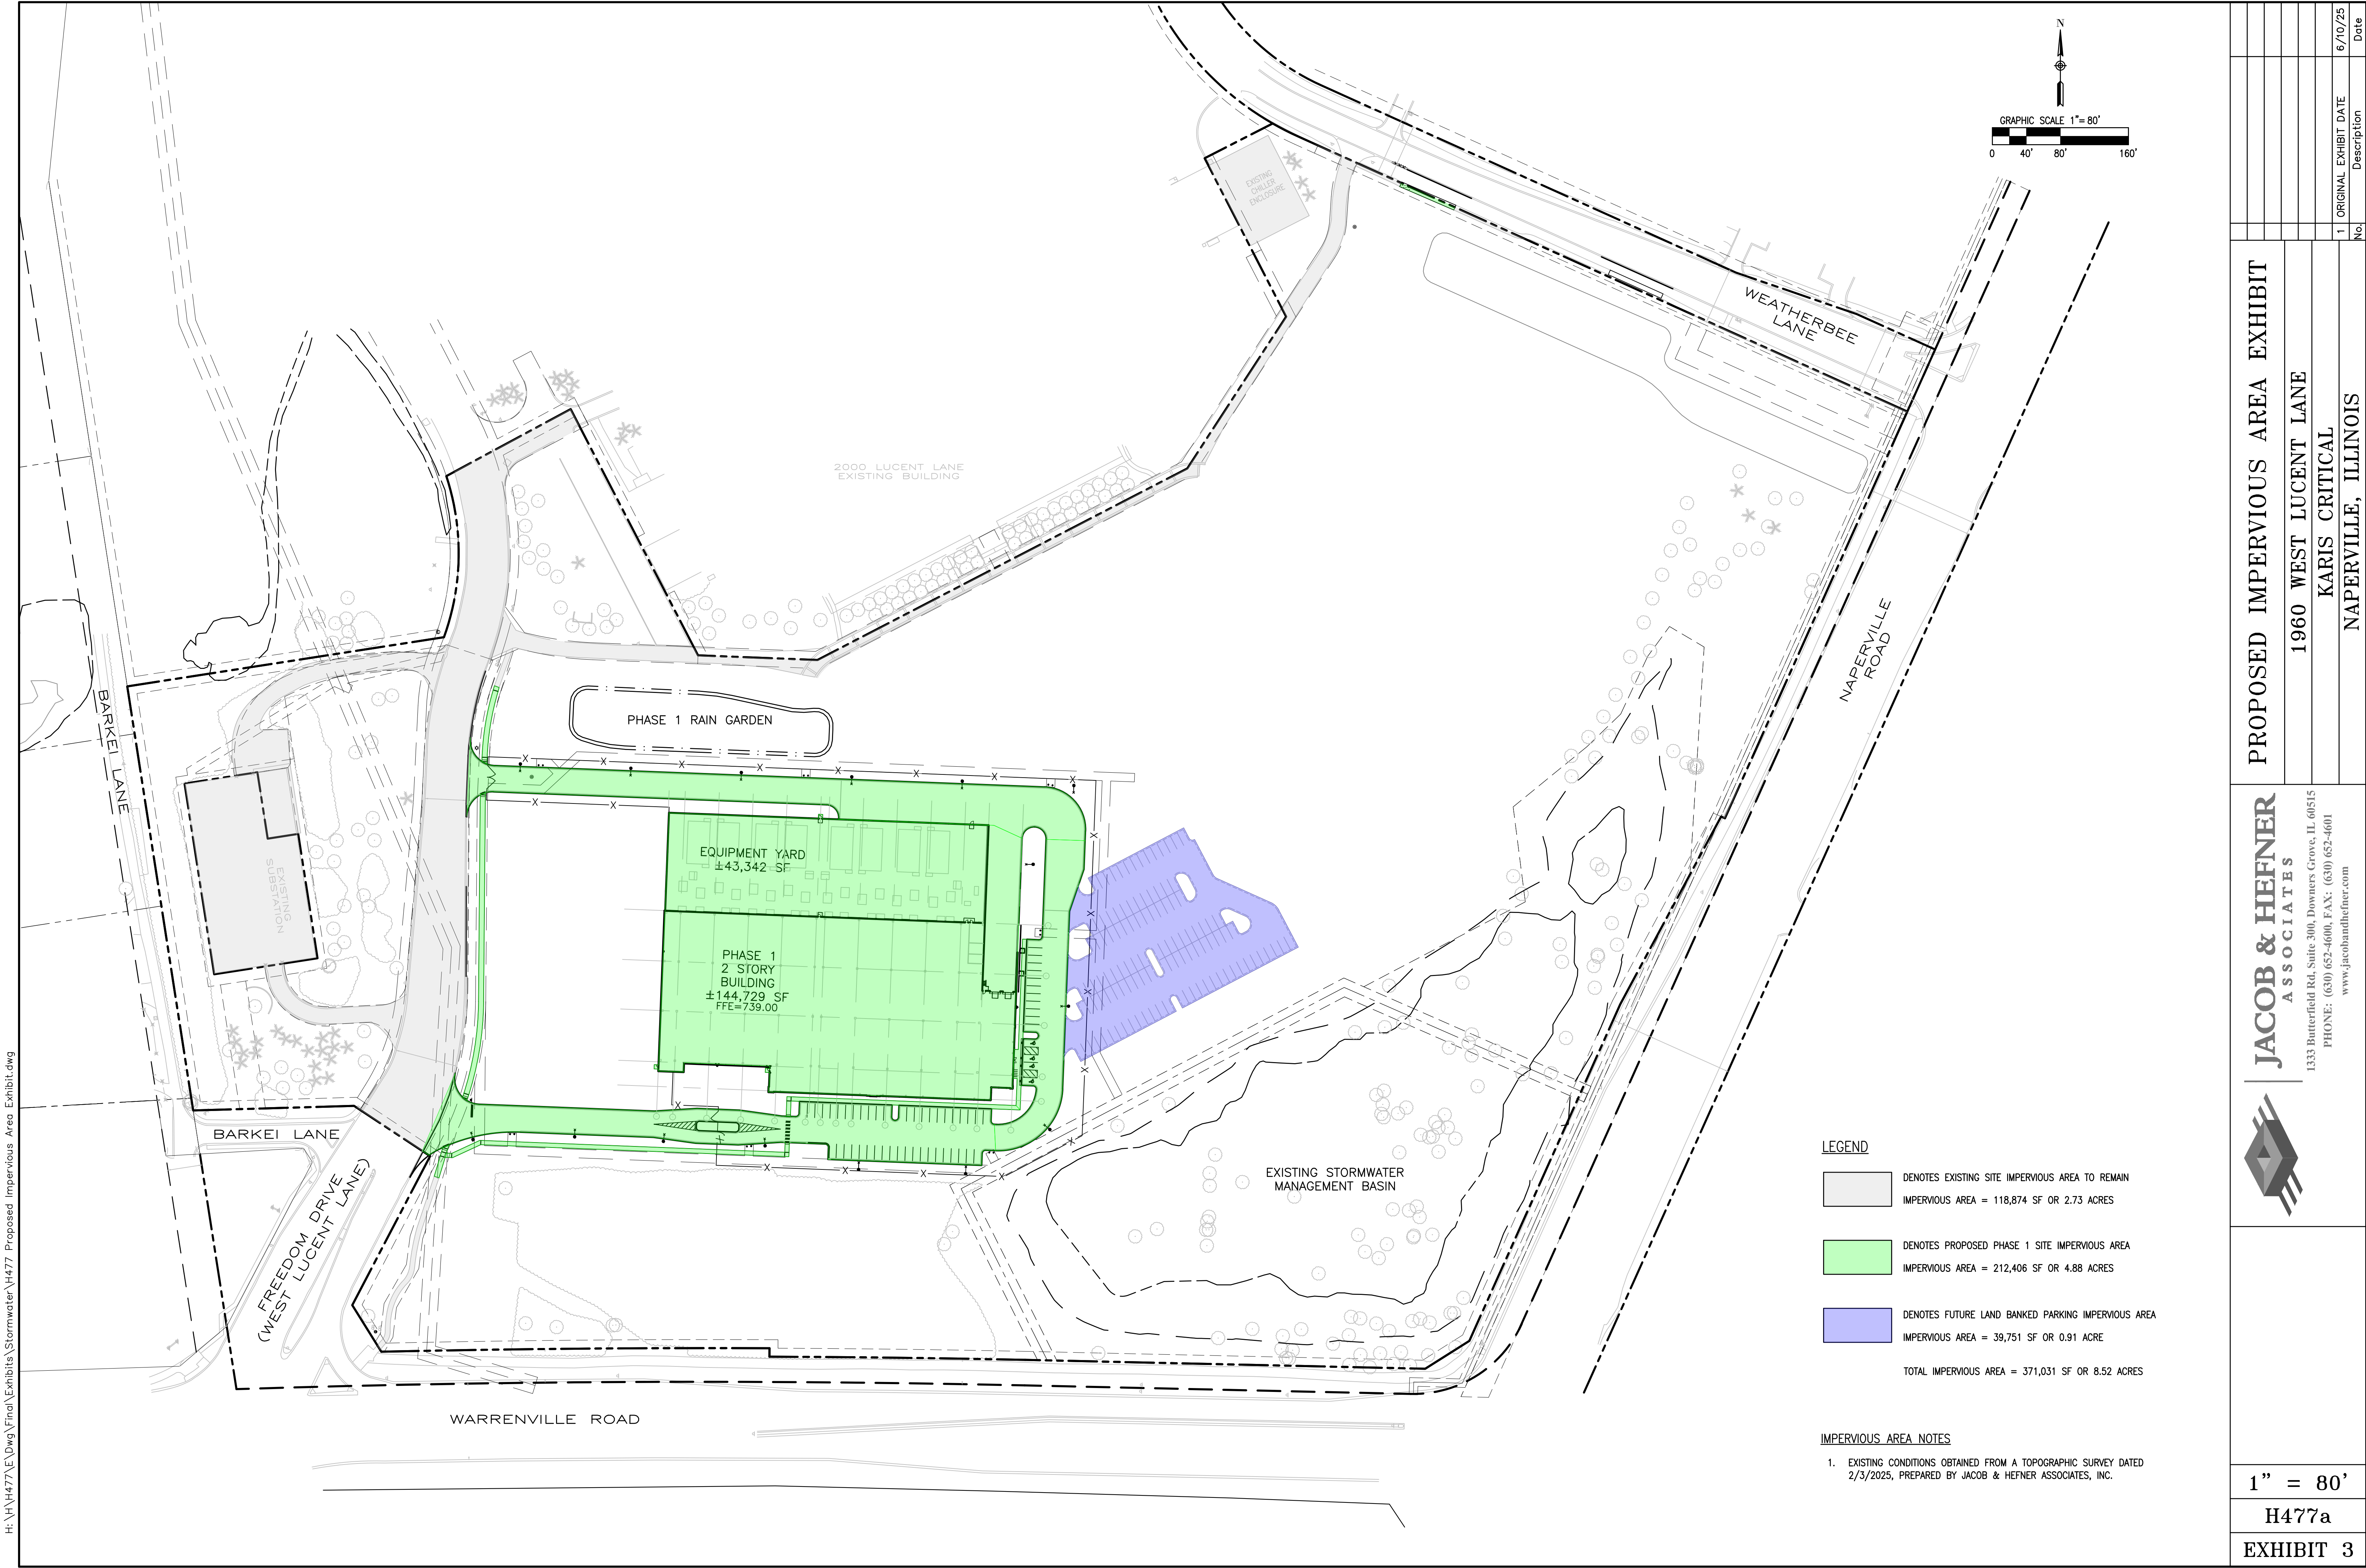 N
GRAPHIC SCALE 1"= 80'
0 40' 80' 160'
EXISTING
CHILLER
ENCLOSURE
WEATHERBEE
LANE
2000 LUCENT LANE
EXISTING BUILDING
NAPERVILLE
ROAD
BARKEI LANE
PHASE 1 RAIN GARDEN
EQUIPMENT YARD
±43,342 SF
EXISTING
SUBSTATION
PHASE 1
2 STORY
BUILDING
±144,729 SF
FFE=739.00
BARKEI LANE
FREEDOM DRIVE
(WEST LUCENT LANE)
EXISTING STORMWATER
MANAGEMENT BASIN
WARRENVILLE ROAD
LEGEND
DENOTES EXISTING SITE IMPERVIOUS AREA TO REMAIN
IMPERVIOUS AREA = 118,874 SF OR 2.73 ACRES
DENOTES PROPOSED PHASE 1 SITE IMPERVIOUS AREA
IMPERVIOUS AREA = 212,406 SF OR 4.88 ACRES
DENOTES FUTURE LAND BANKED PARKING IMPERVIOUS AREA
IMPERVIOUS AREA = 39,751 SF OR 0.91 ACRE
TOTAL IMPERVIOUS AREA = 371,031 SF OR 8.52 ACRES
IMPERVIOUS AREA NOTES
1. EXISTING CONDITIONS OBTAINED FROM A TOPOGRAPHIC SURVEY DATED
2/3/2025, PREPARED BY JACOB & HEFNER ASSOCIATES, INC.
H:\H\H477\E\Dwg\Final\Exhibits\Stormwater\H477 Proposed Impervious Area Exhibit.dwg
1 ORIGINAL EXHIBIT DATE 6/10/25
No. Description Date
PROPOSED IMPERVIOUS AREA EXHIBIT
1960 WEST LUCENT LANE
KARIS CRITICAL
NAPERVILLE, ILLINOIS
JACOB & HEFNER
ASSOCIATES
1333 Butterfield Rd, Suite 300, Downers Grove, IL 60515
PHONE: (630) 652-4600, FAX: (630) 652-4601
www.jacobandhefner.com
1" = 80'
H477a
EXHIBIT 3